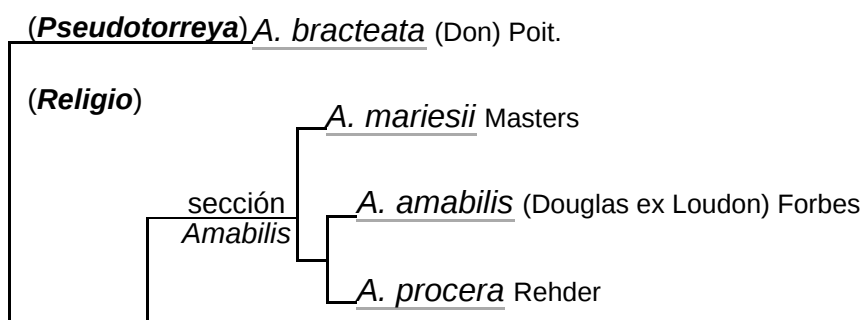 (Pseudotorreya) A. bracteata (Don) Poit.
(Religio)
A. mariesii Masters
sección
Amabilis
A. amabilis (Douglas ex Loudon) Forbes
A. procera Rehder